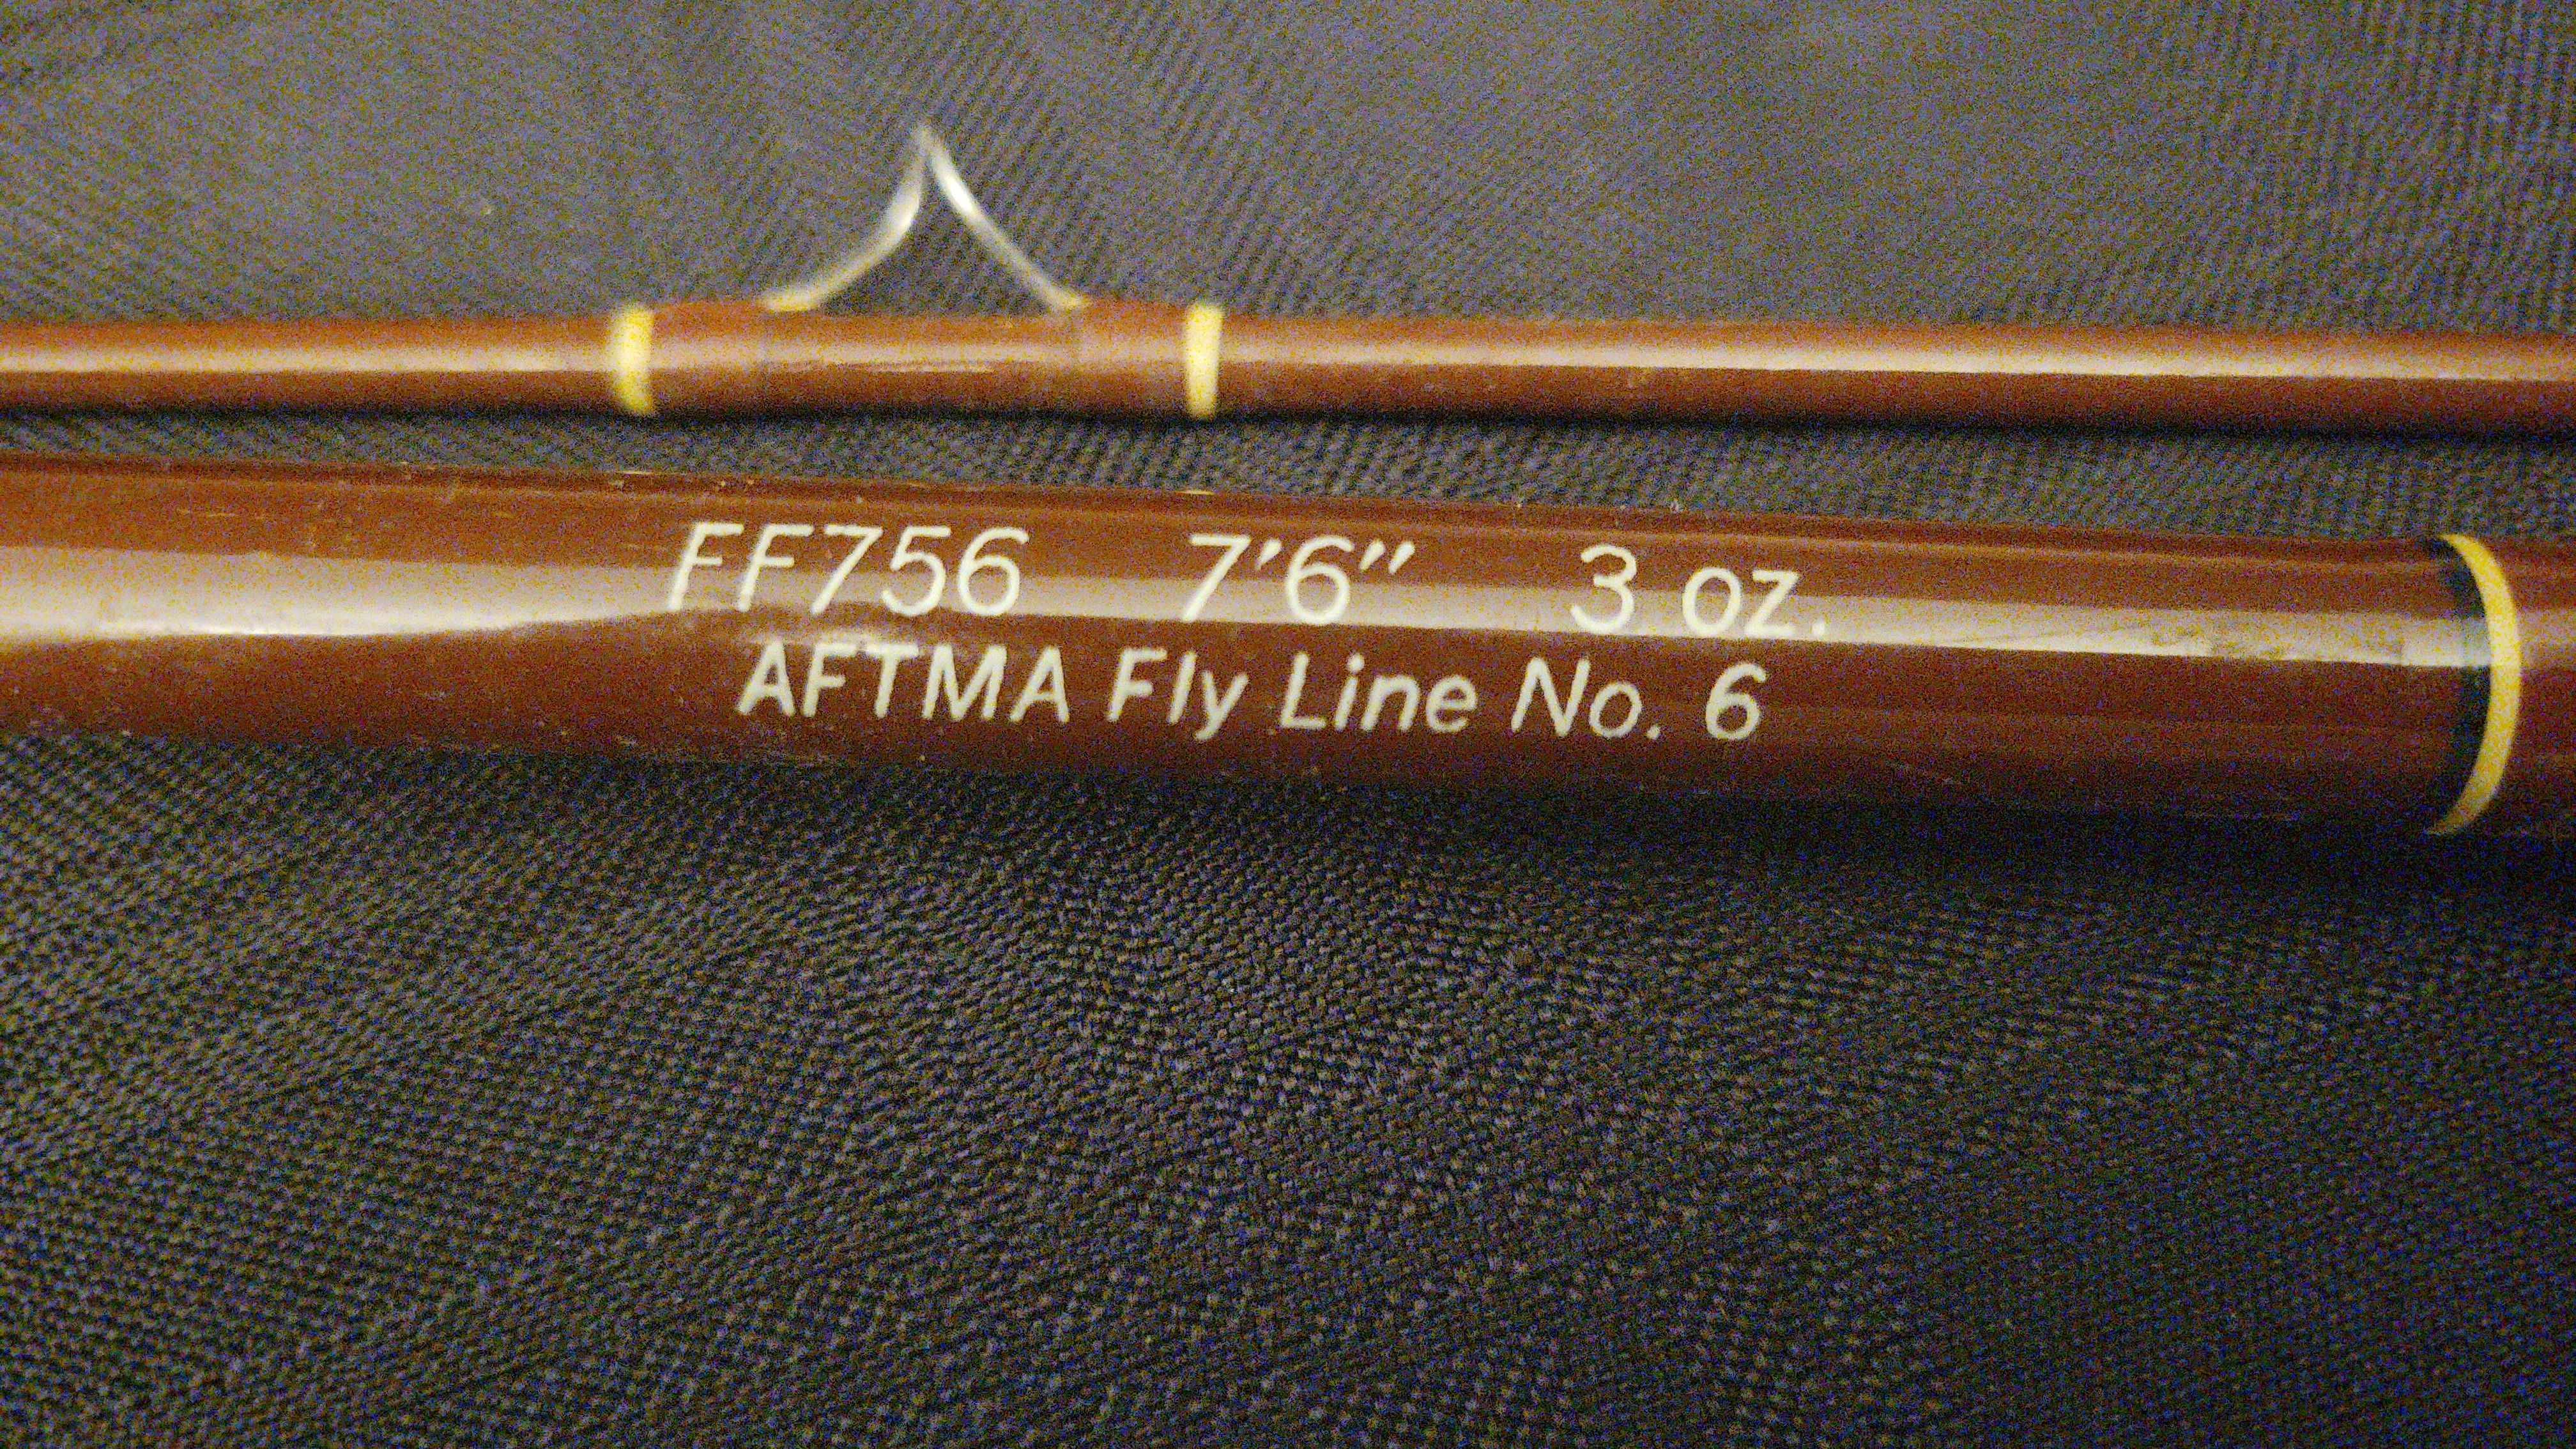 FF756 7'6" 3 oz.
AFTMA Fly Line No. 6